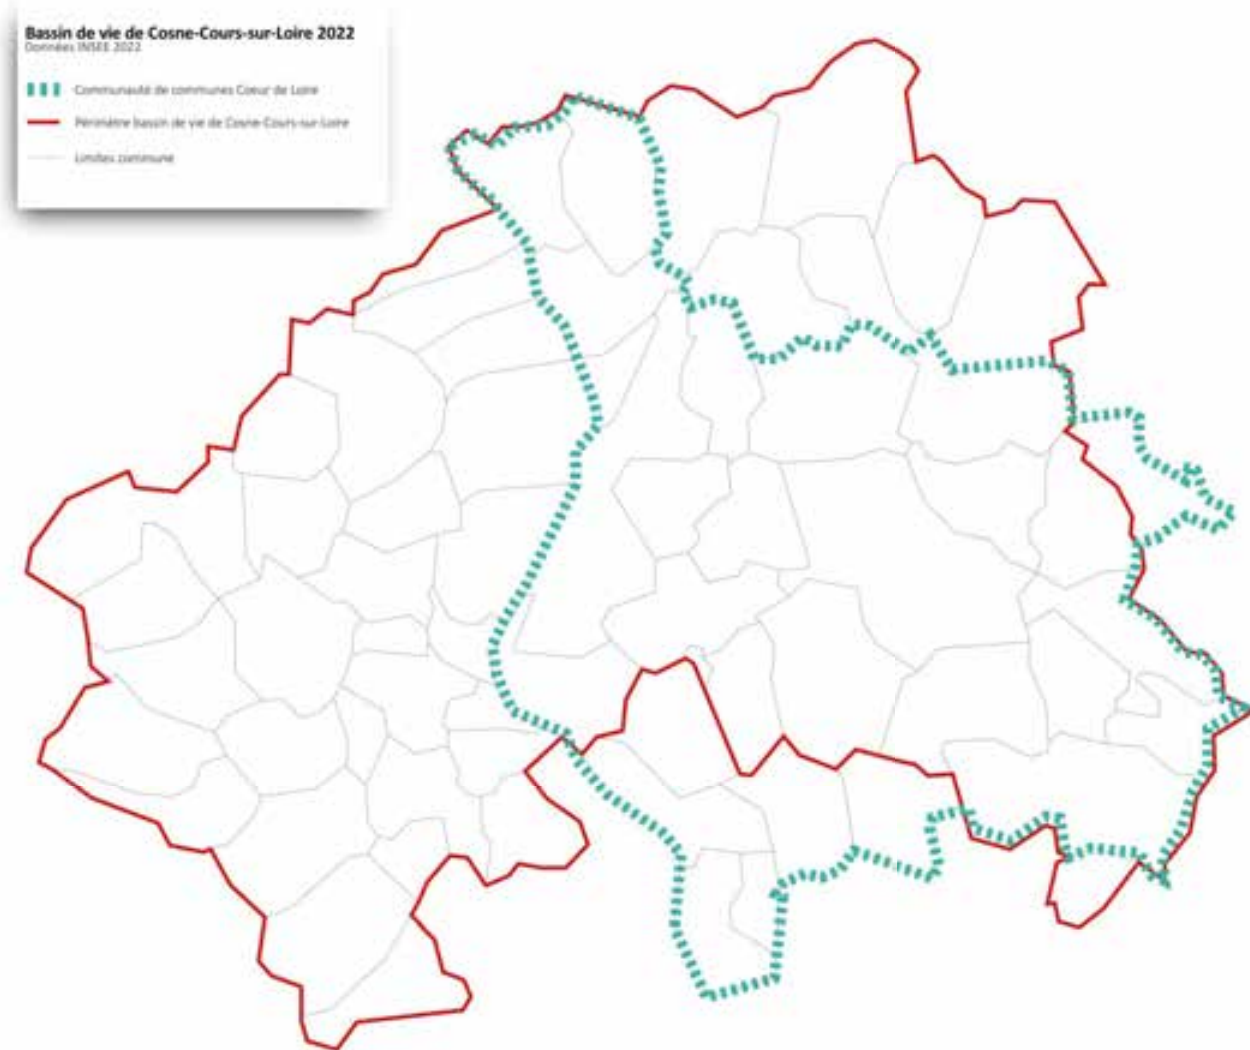 Bassin de vie de Cosne-Cours-sur-Loire 2022
Données INSEE 2022
Communauté de communes Coeur de Loire
Périmètre bassin de vie de Cosne-Cours-sur-Loire
Limites commune